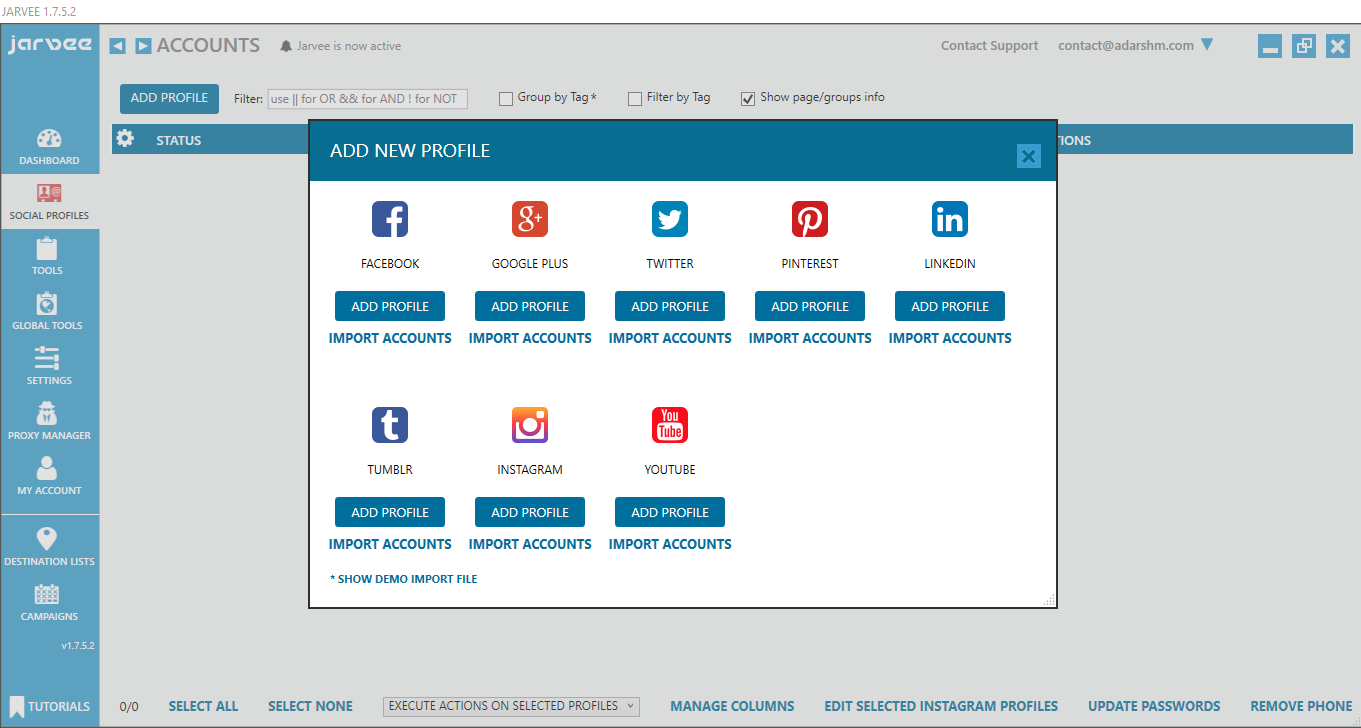 JARVEE 1.7.5.2
jarvee
ACCOUNTS
Jarvee is now active
Contact Support
contact@adarshm.com
ADD PROFILE
Filter:
use || for OR && for AND ! for NOT
Group by Tag *
Filter by Tag
Show page/groups info
STATUS
TIONS
DASHBOARD
SOCIAL PROFILES
TOOLS
GLOBAL TOOLS
SETTINGS
PROXY MANAGER
MY ACCOUNT
DESTINATION LISTS
CAMPAIGNS
v1.7.5.2
TUTORIALS
ADD NEW PROFILE
FACEBOOK GOOGLE PLUS TWITTER PINTEREST LINKEDIN
ADD PROFILE ADD PROFILE ADD PROFILE ADD PROFILE ADD PROFILE
IMPORT ACCOUNTS IMPORT ACCOUNTS IMPORT ACCOUNTS IMPORT ACCOUNTS IMPORT ACCOUNTS
You
Tube
TUMBLR INSTAGRAM YOUTUBE
ADD PROFILE ADD PROFILE ADD PROFILE
IMPORT ACCOUNTS IMPORT ACCOUNTS IMPORT ACCOUNTS
* SHOW DEMO IMPORT FILE
0/0 SELECT ALL SELECT NONE EXECUTE ACTIONS ON SELECTED PROFILES MANAGE COLUMNS EDIT SELECTED INSTAGRAM PROFILES UPDATE PASSWORDS REMOVE PHONE